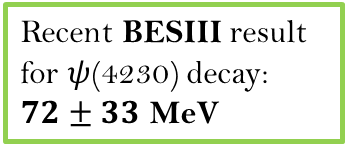 Recent BESIII result
for ψ(4230) decay:
72 ± 33 MeV